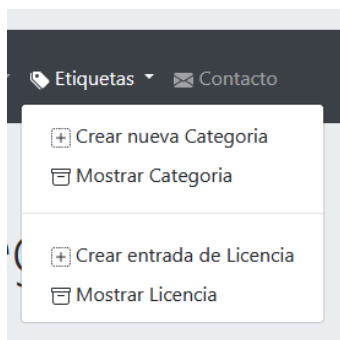 Etiquetas Contacto
Crear nueva Categoria
Mostrar Categoria
Crear entrada de Licencia
Mostrar Licencia